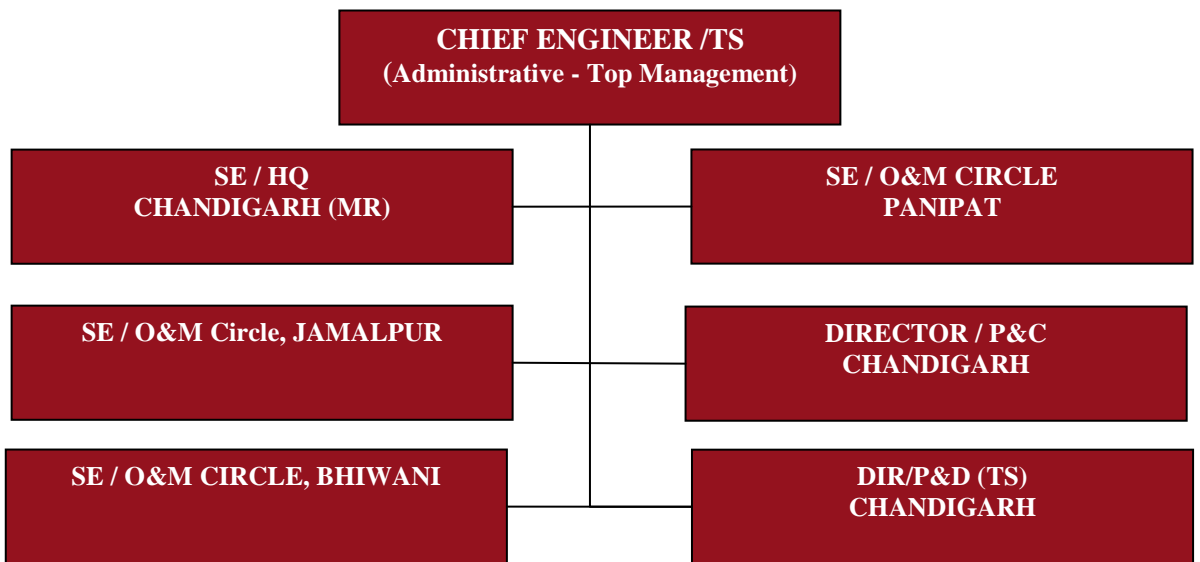 CHIEF ENGINEER /TS
(Administrative - Top Management)
SE / HQ
CHANDIGARH (MR)
SE / O&M CIRCLE
PANIPAT
SE / O&M Circle, JAMALPUR
DIRECTOR / P&C
CHANDIGARH
SE / O&M CIRCLE, BHIWANI
DIR/P&D (TS)
CHANDIGARH